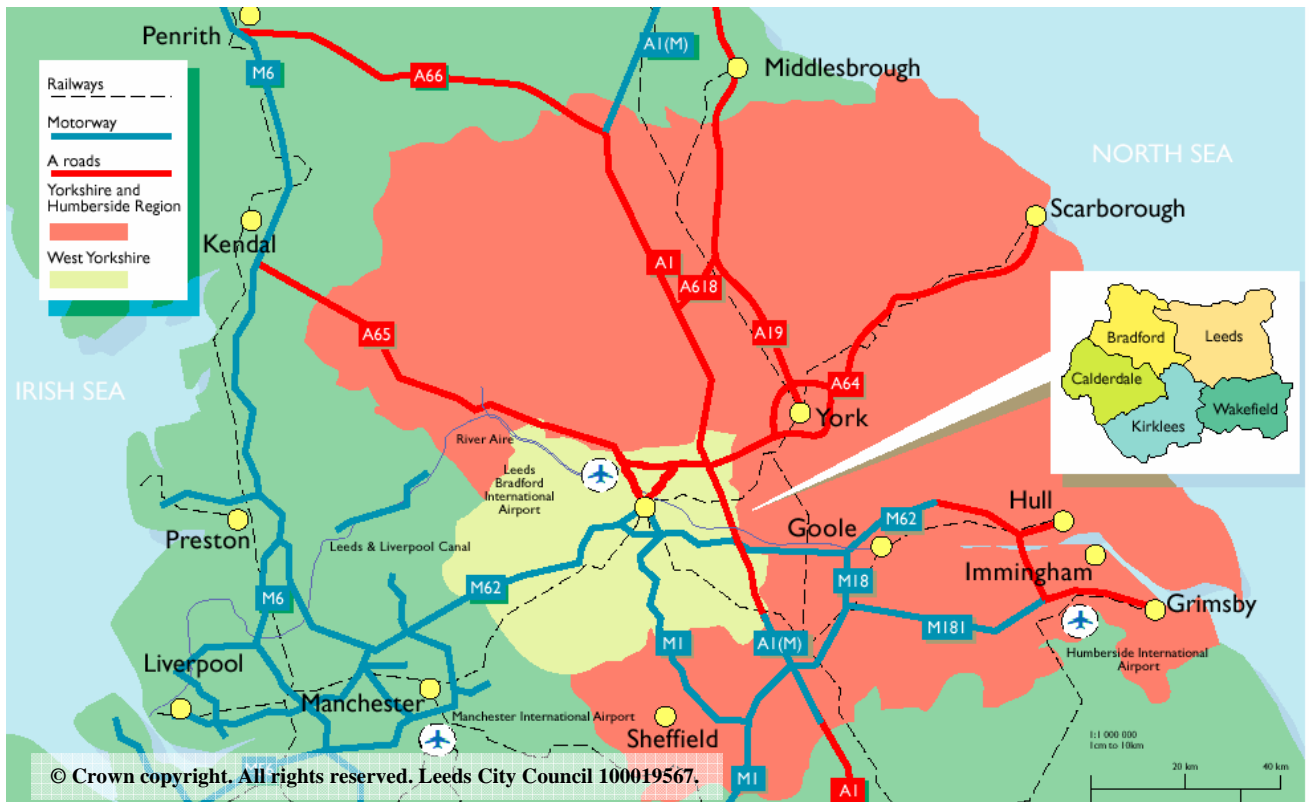 Penrith
A1(M)
Middlesbrough
M6
A66
Railways
Motorway
A roads
Yorkshire and
Humberside Region
West Yorkshire
NORTH SEA
Scarborough
Kendal
A1
A618
A65
A19
IRISH SEA
A64
York
Bradford
Leeds
Calderdale
Wakefield
Kirklees
River Aire
Leeds
Bradford
International
Airport
Preston
Leeds & Liverpool Canal
Goole
M62
Hull
Immingham
M62
M18
M6
M181
Grimsby
Liverpool
M1
A1(M)
Humberside International
Airport
Manchester
Manchester International Airport
Sheffield
1:1 000 000
1cm to 10km
20 km
40 km
© Crown copyright. All rights reserved. Leeds City Council 100019567.
M1
A1